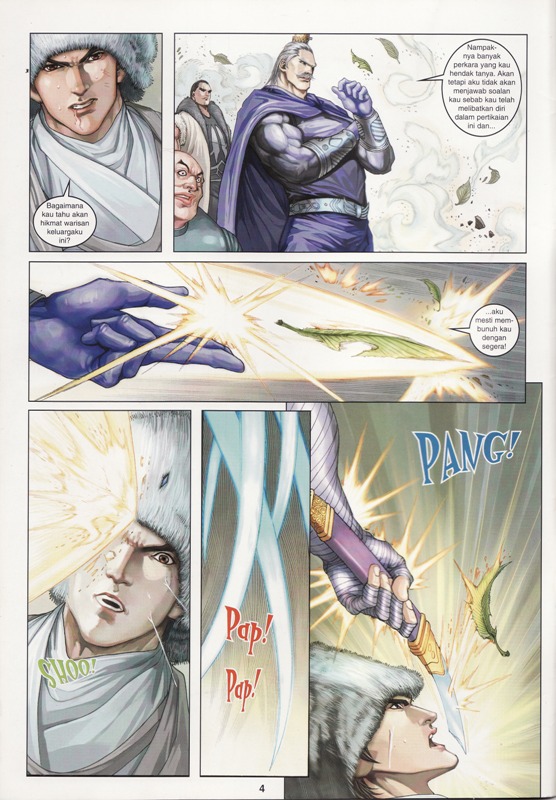 Bagaimana
kau tahu akan
hikmat warisan
keluargaku
ini?
Nampak-
nya banyak
perkara yang kau
hendak tanya. Akan
tetapi aku tidak akan
menjawab soalan
kau sebab kau telah
melibatkan diri
dalam pertikaian
ini dan...
...aku
mesti mem-
bunuh kau
dengan
segera!
SHOO!
Pap!
Pap!
PANG!
4